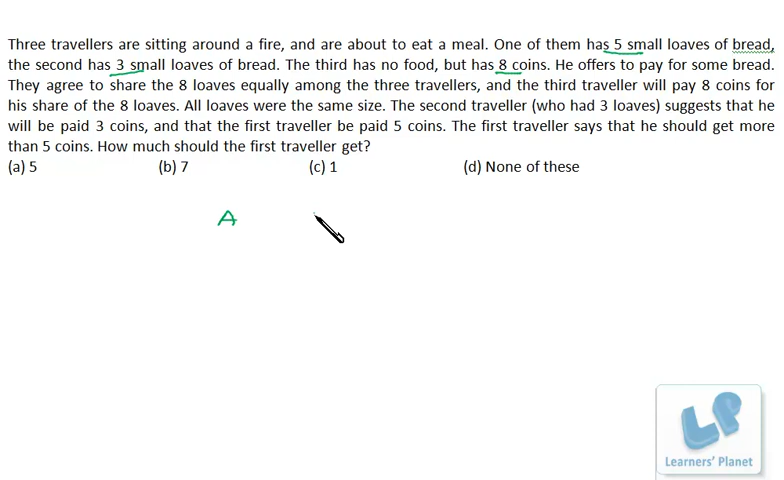 Three travellers are sitting around a fire, and are about to eat a meal. One of them has 5 small loaves of bread,
the second has 3 small loaves of bread. The third has no food, but has 8 coins. He offers to pay for some bread.
They agree to share the 8 loaves equally among the three travellers, and the third traveller will pay 8 coins for
his share of the 8 loaves. All loaves were the same size. The second traveller (who had 3 loaves) suggests that he
will be paid 3 coins, and that the first traveller be paid 5 coins. The first traveller says that he should get more
than 5 coins. How much should the first traveller get?
(a) 5 (b) 7 (c) 1 (d) None of these
A
LP
Learners' Planet